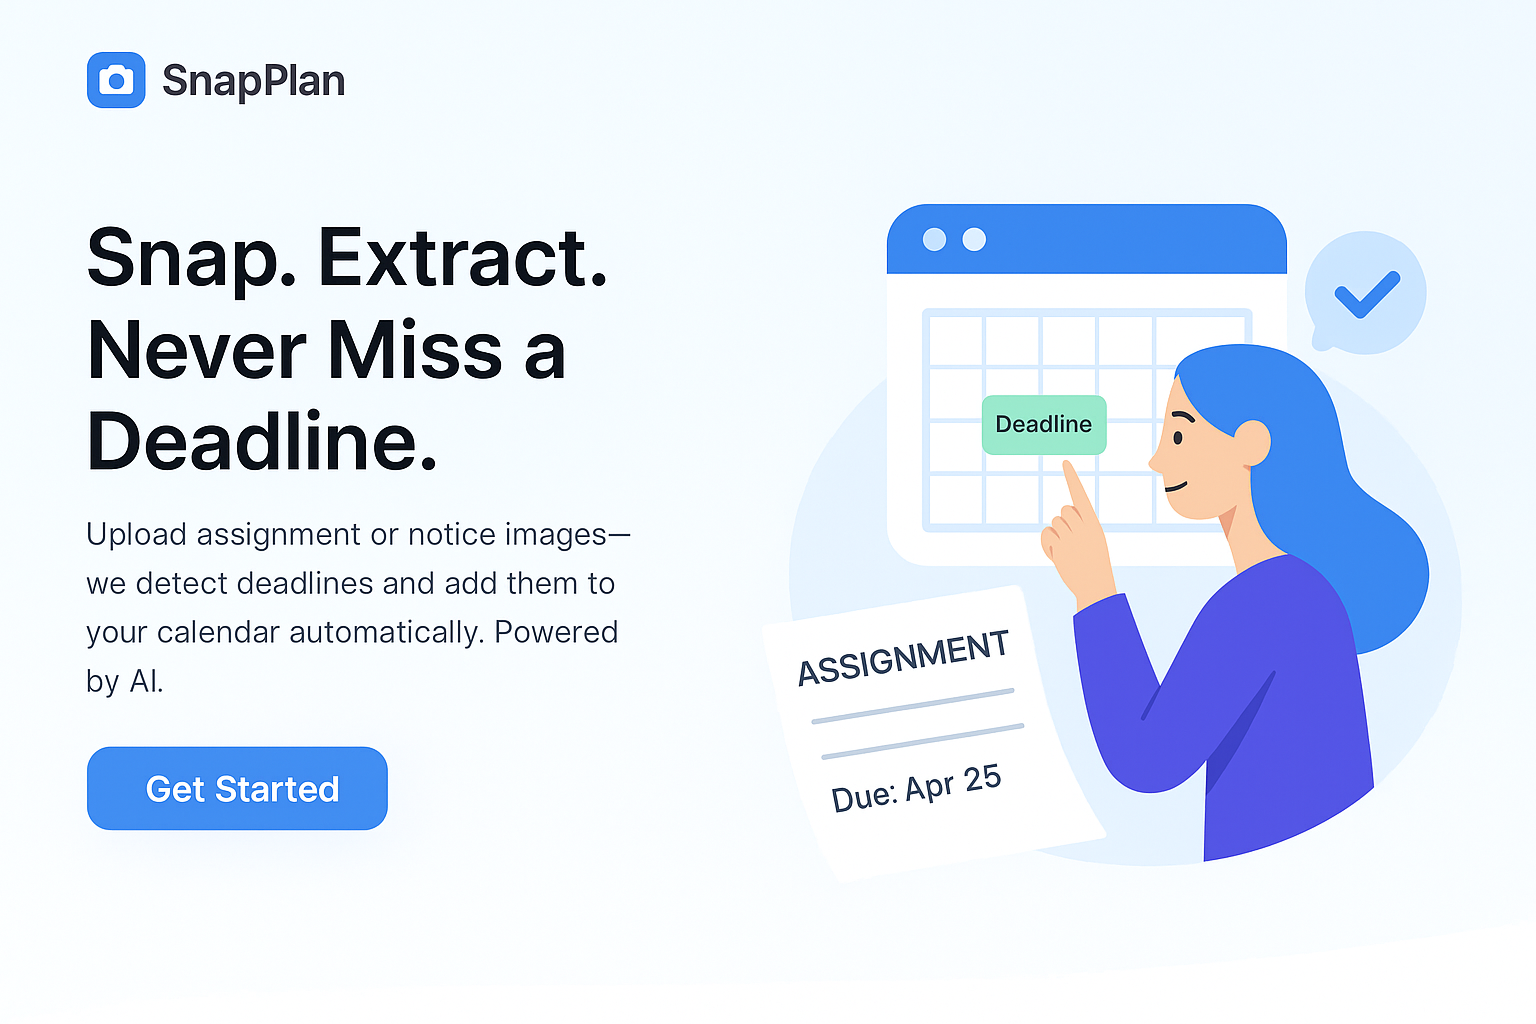 SnapPlan
Snap. Extract.
Never Miss a
Deadline.
Upload assignment or notice images—
we detect deadlines and add them to
your calendar automatically. Powered
by AI.
Get Started
Deadline
ASSIGNMENT
Due: Apr 25